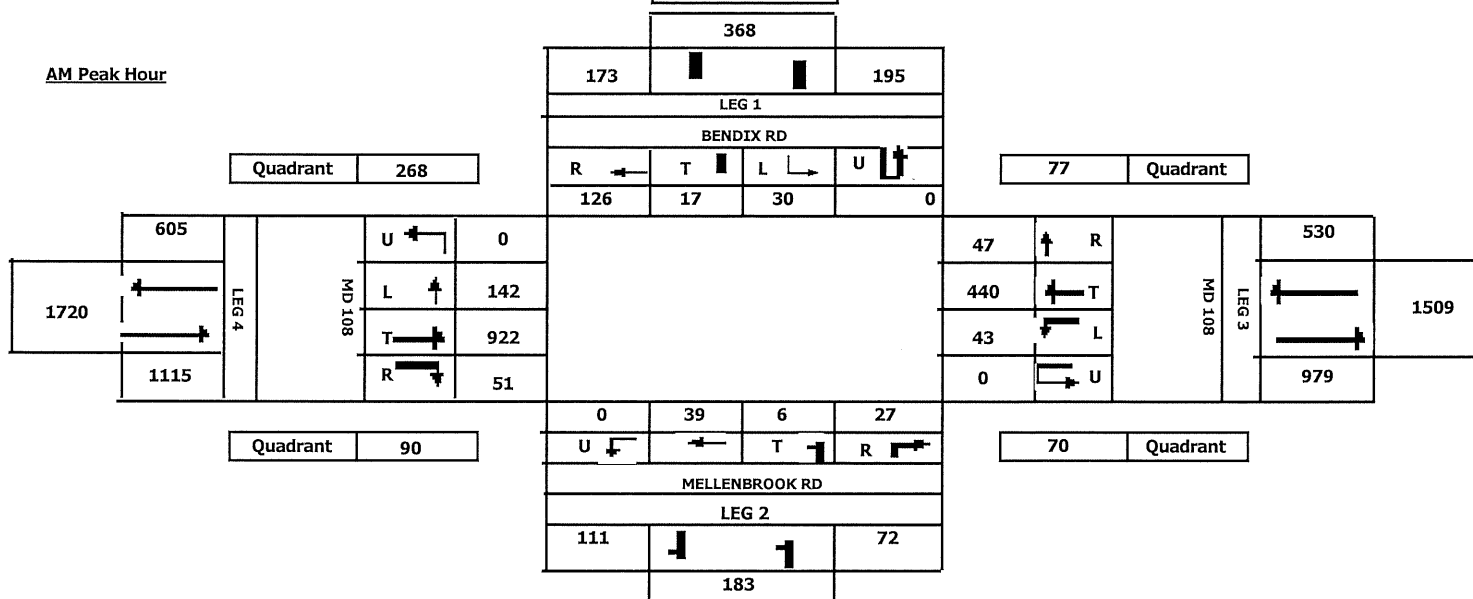 368
AM Peak Hour
173 195
LEG 1
BENDIX RD
Quadrant 268
R T L U
77 Quadrant
126 17 30 0
605 U 0
47 R 530
1720 LEG 4 MD 108 L 142
440 T MD 108 LEG 3 1509
T 922
43 L
1115 R 51
0 U 979
0 39 6 27
Quadrant 90
U T R
70 Quadrant
MELLENBROOK RD
LEG 2
111 72
183